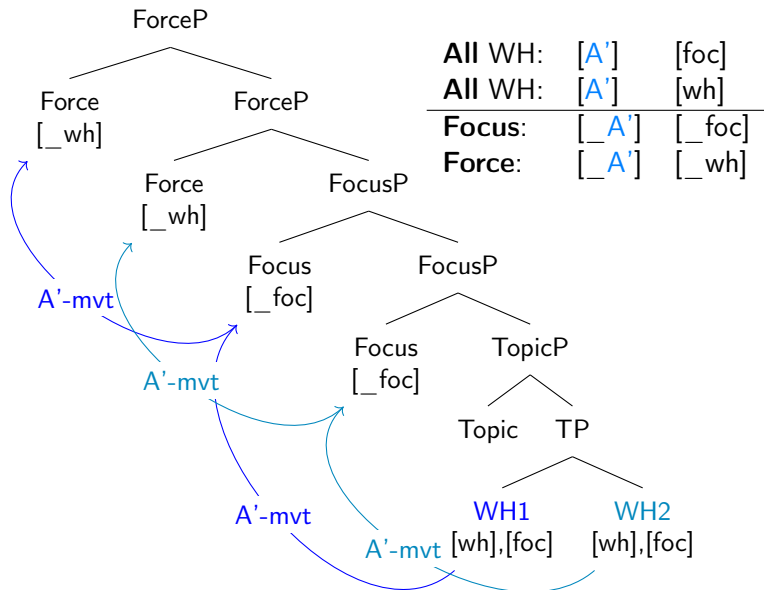 ForceP
All WH: [A'] [foc]
All WH: [A'] [wh]
Focus: [_A'] [_foc]
Force: [_A'] [_wh]
Force ForceP
[_wh]
Force FocusP
[_wh]
Focus FocusP
[_foc]
A'-mvt
Focus TopicP
[_foc]
A'-mvt
Topic TP
WH1 WH2
[wh],[foc] [wh],[foc]
A'-mvt
A'-mvt